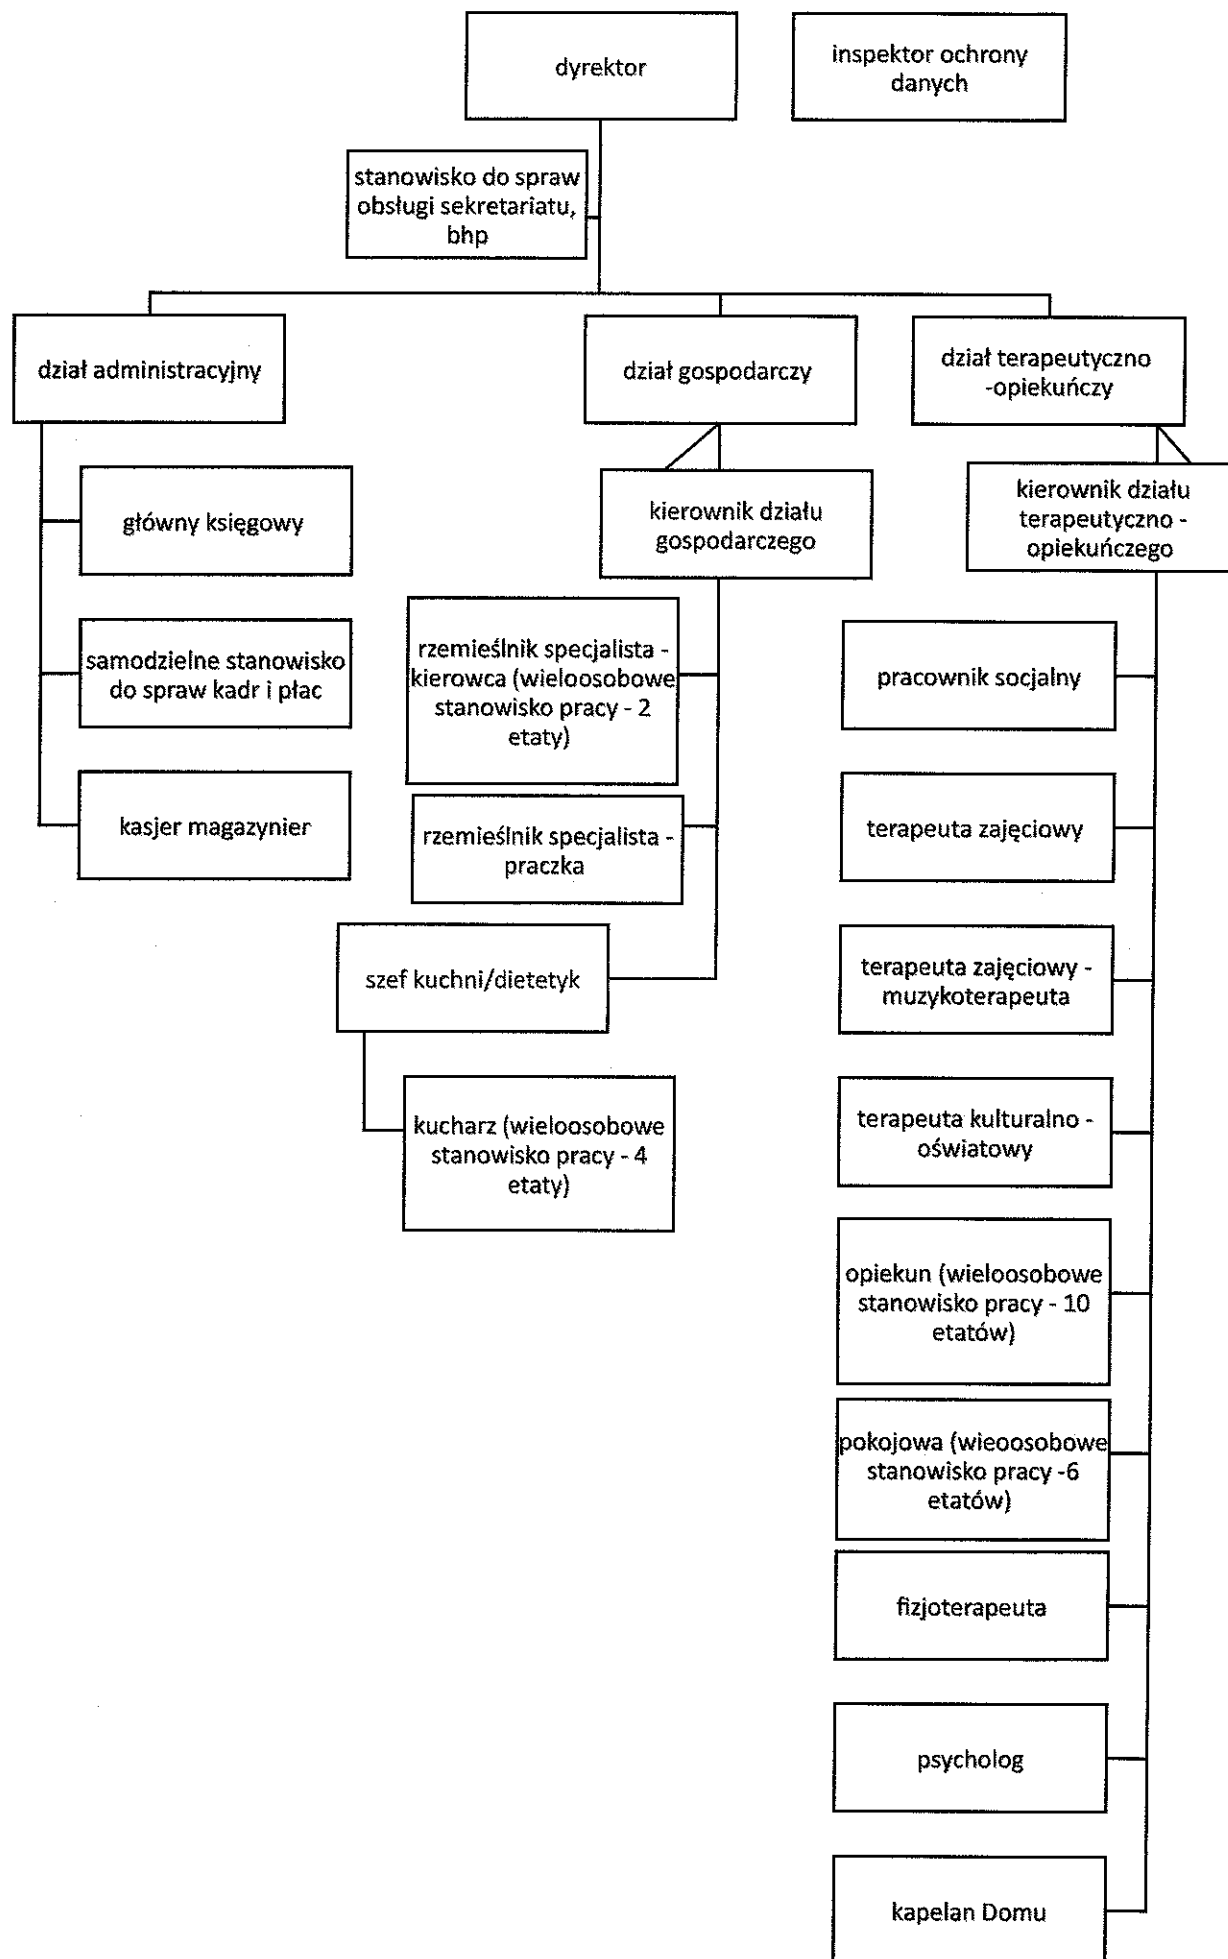 dyrektor
inspektor ochrony
danych
stanowisko do spraw
obsługi sekretariatu,
bhp
dział administracyjny
dział gospodarczy
dział terapeutyczno
-opiekuńczy
główny księgowy
samodzielne stanowisko
do spraw kadr i płac
kasjer magazynier
kierownik działu
gospodarczego
rzemieślnik specjalista -
kierowca (wieloosobowe
stanowisko pracy - 2
etaty)
rzemieślnik specjalista -
praczka
szef kuchni/dietetyk
kucharz (wieloosobowe
stanowisko pracy - 4
etaty)
kierownik działu
terapeutyczno -
opiekuńczego
pracownik socjalny
terapeuta zajęciowy
terapeuta zajęciowy -
muzykoterapeuta
terapeuta kulturalno -
oświatowy
opiekun (wieloosobowe
stanowisko pracy - 10
etatów)
pokojowa (wieoosobowe
stanowisko pracy -6
etatów)
fizjoterapeuta
psycholog
kapelan Domu